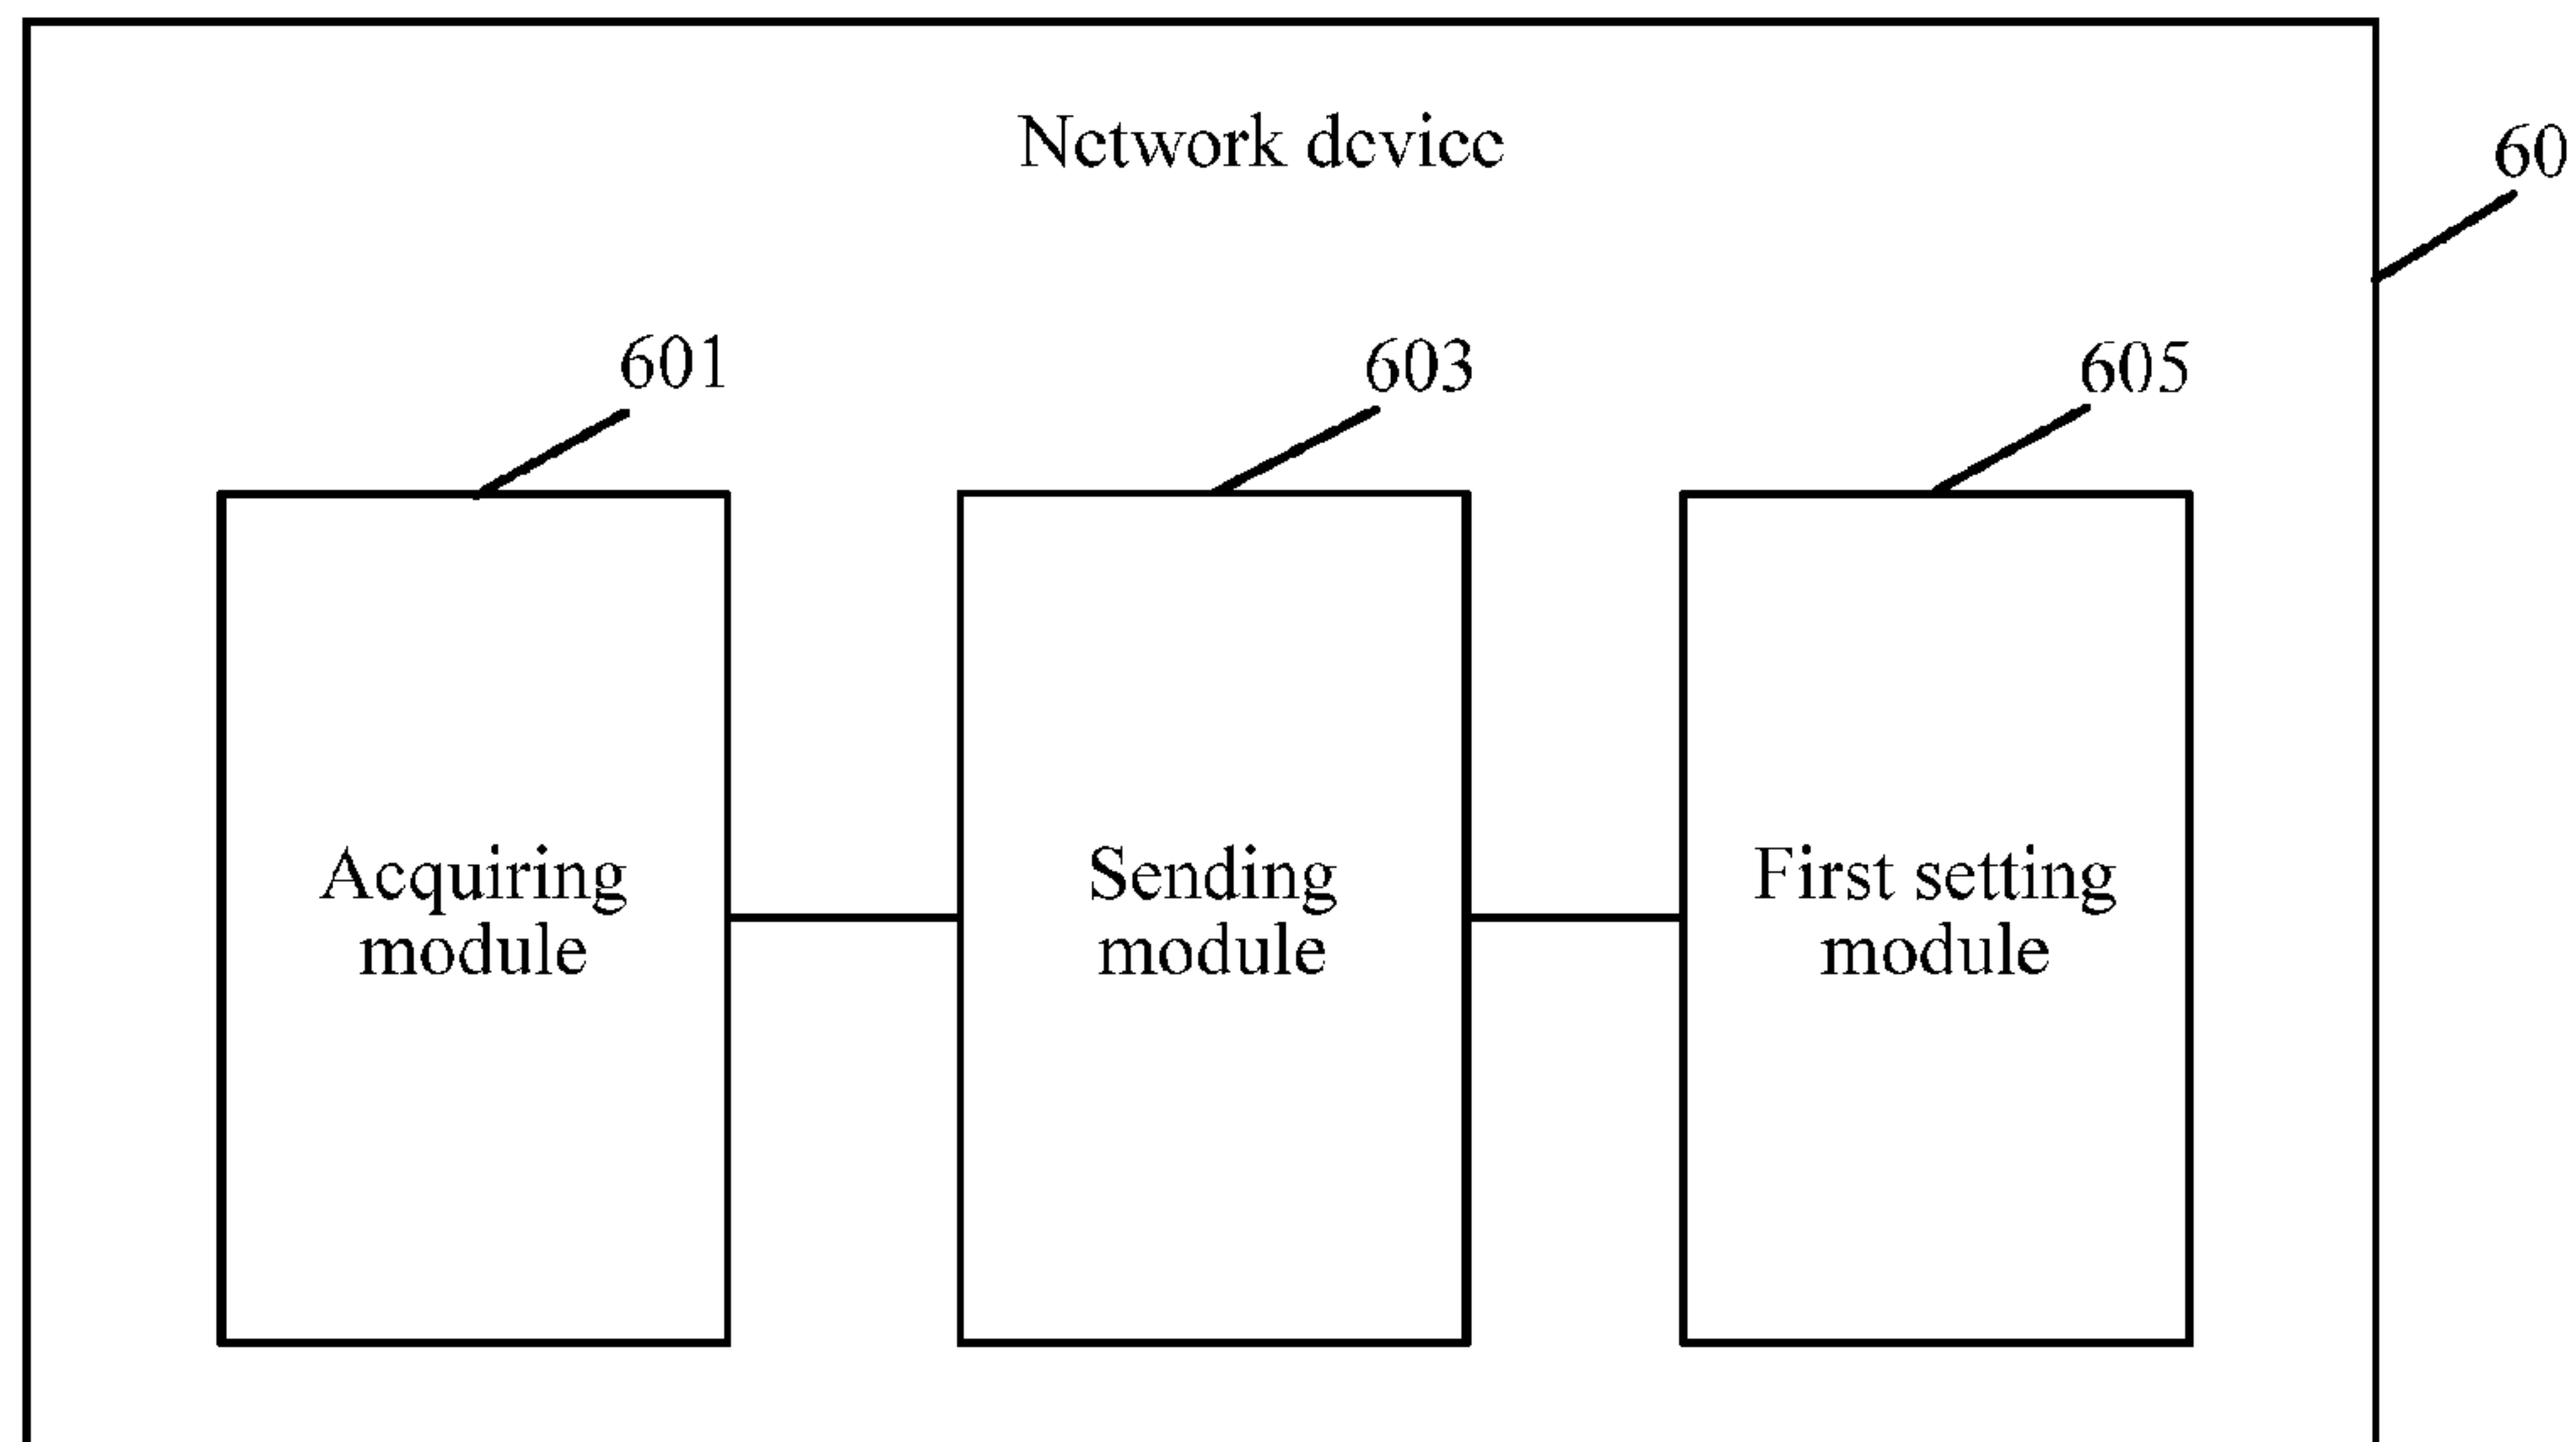 Network device
60
601
603
605
Acquiring
module
Sending
module
First setting
module